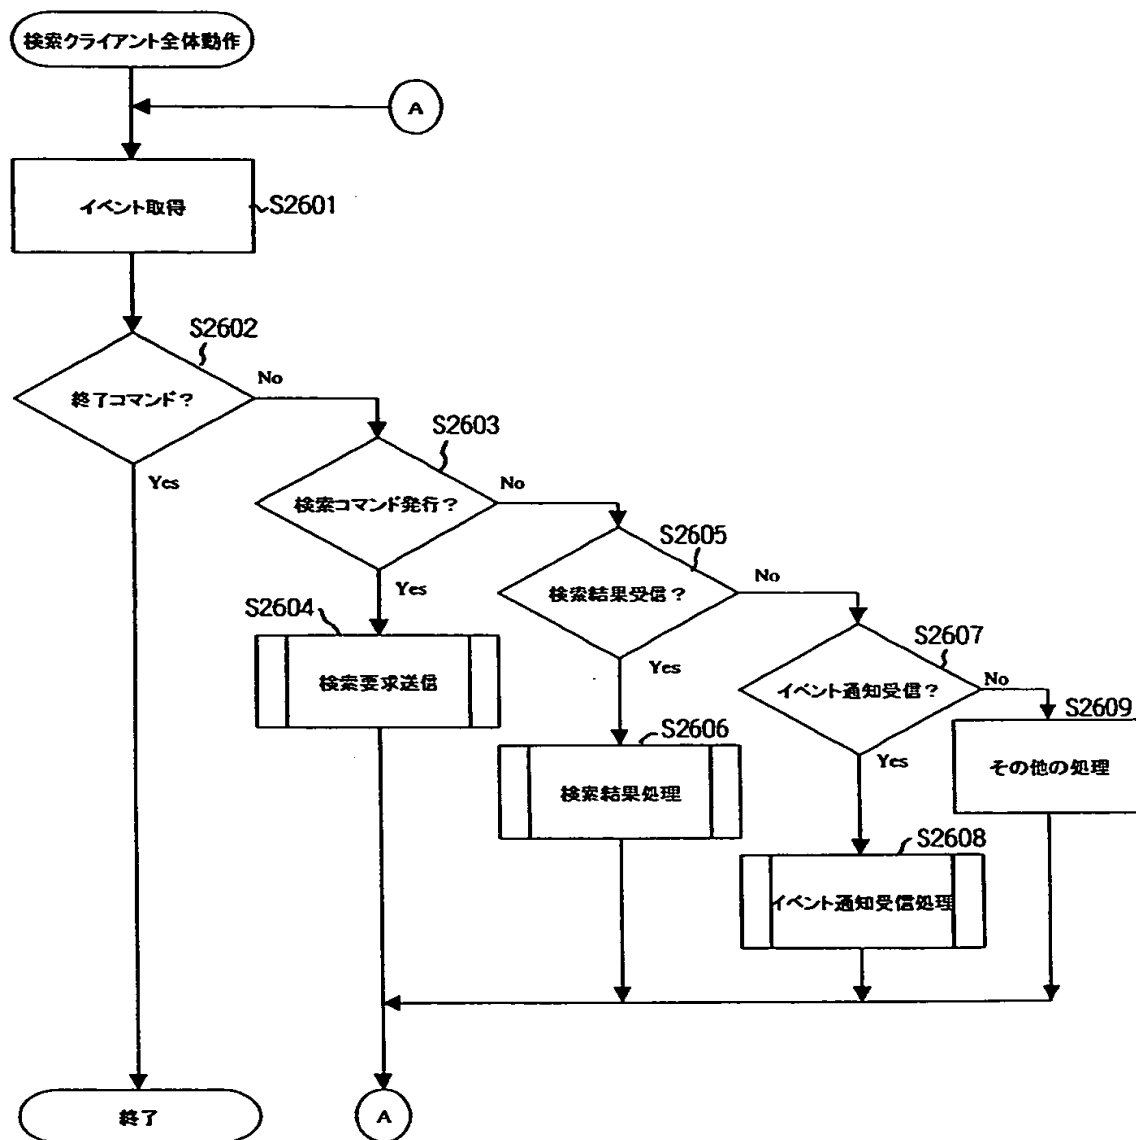 検索クライアント全体動作
A
イベント取得
S2601
S2602
終了コマンド?
No
Yes
S2603
検索コマンド発行?
No
Yes
S2604
検索要求送信
S2605
検索結果受信?
No
Yes
S2606
検索結果処理
S2607
イベント通知受信?
No
Yes
S2609
その他の処理
S2608
イベント通知受信処理
終了
A